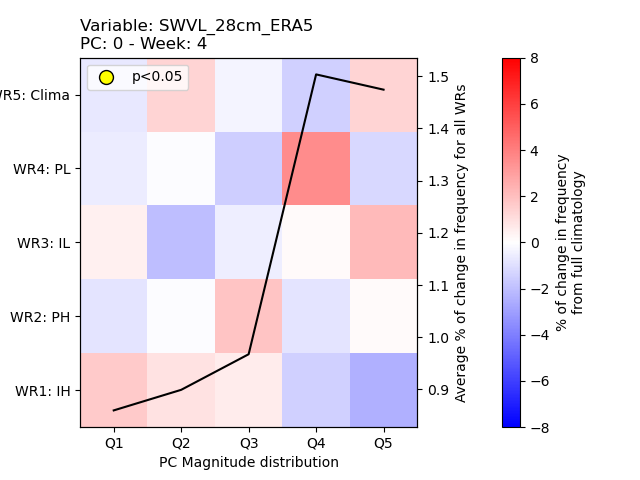 Variable: SWVL_28cm_ERA5
PC: 0 - Week: 4
p<0.05
WR5: Clima
WR4: PL
WR3: IL
WR2: PH
WR1: IH
Q1 Q2 Q3 Q4 Q5
PC Magnitude distribution
1.5
1.4
1.3
1.2
1.1
1.0
0.9
Average % of change in frequency for all WRs
8
6
4
2
0
−2
−4
−6
−8
% of change in frequency
from full climatology